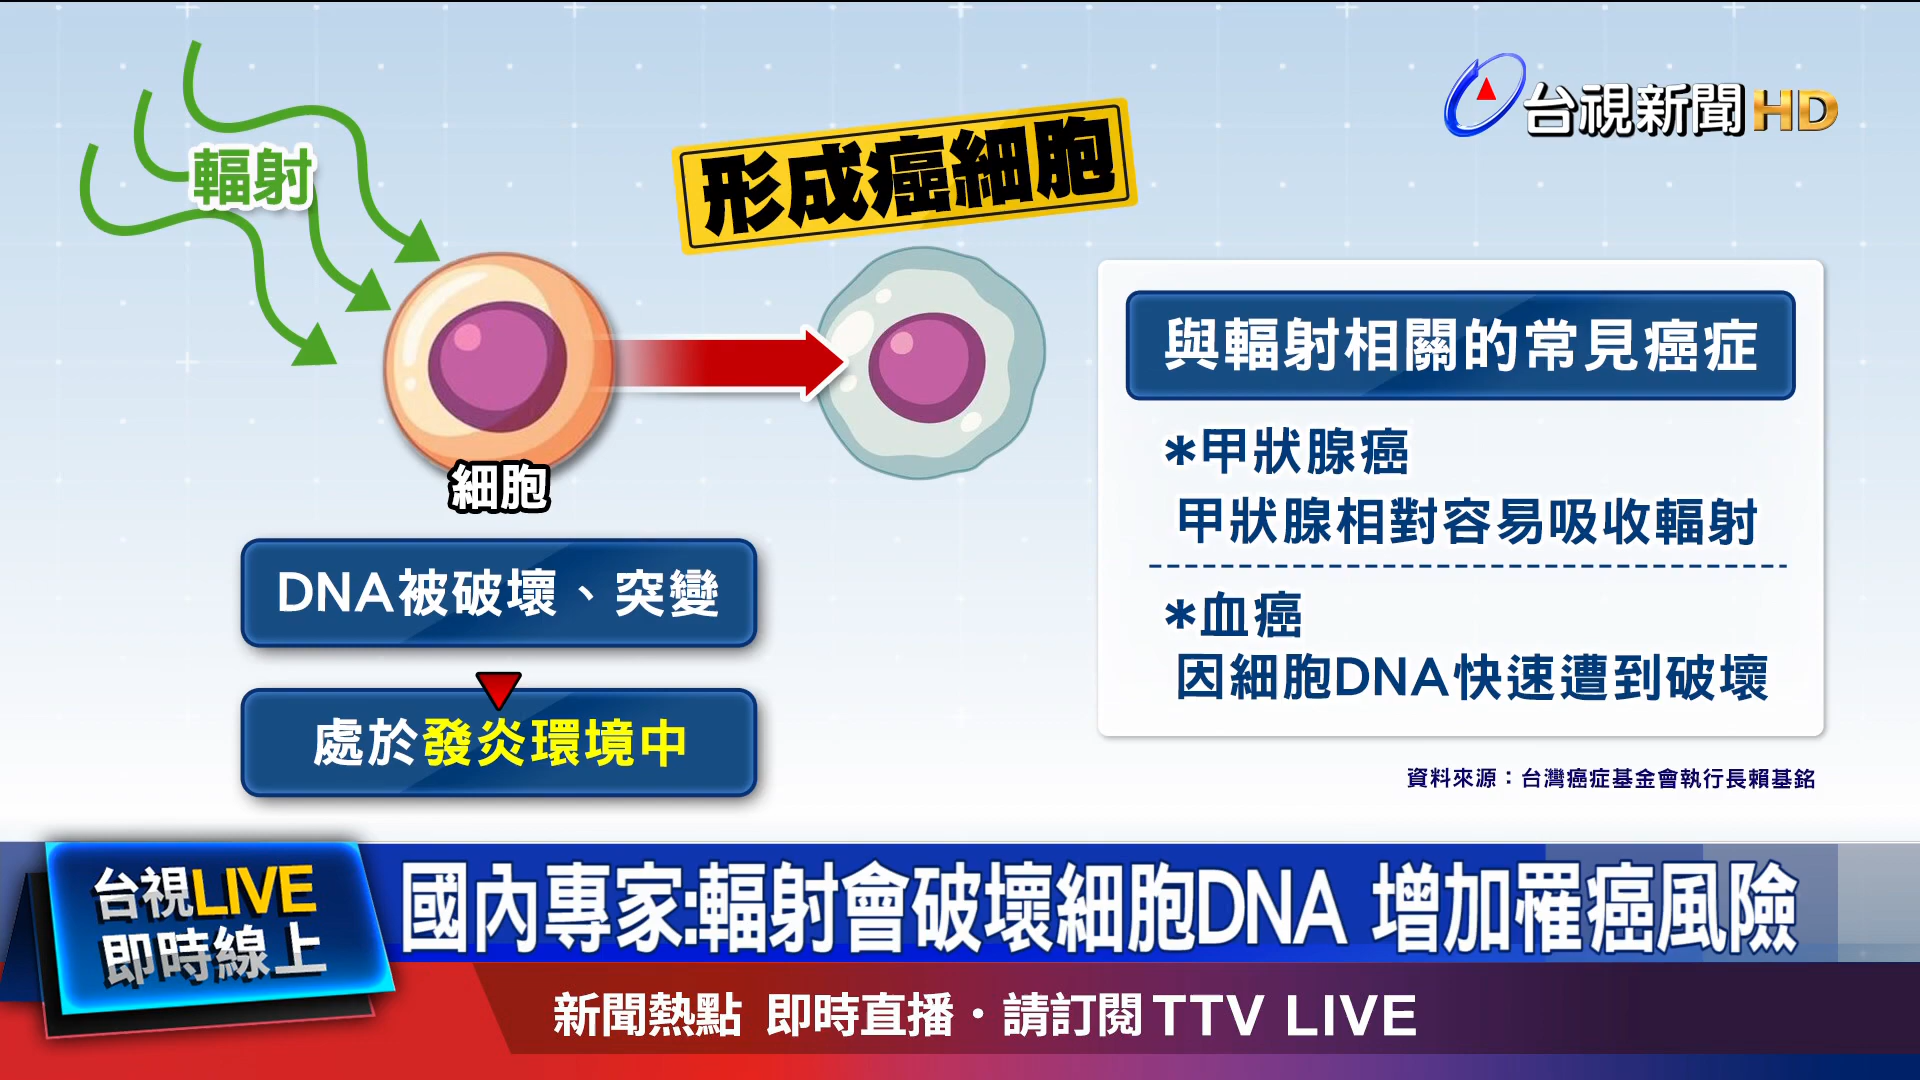 台視新聞HD
輻射
形成癌細胞
細胞
DNA被破壞、突變
處於發炎環境中
與輻射相關的常見癌症
*甲狀腺癌
甲狀腺相對容易吸收輻射
*血癌
因細胞DNA快速遭到破壞
資料來源：台灣癌症基金會執行長賴基銘
台視LIVE
即時線上
國內專家:輻射會破壞細胞DNA 增加罹癌風險
新聞熱點 即時直播・請訂閱TTV LIVE